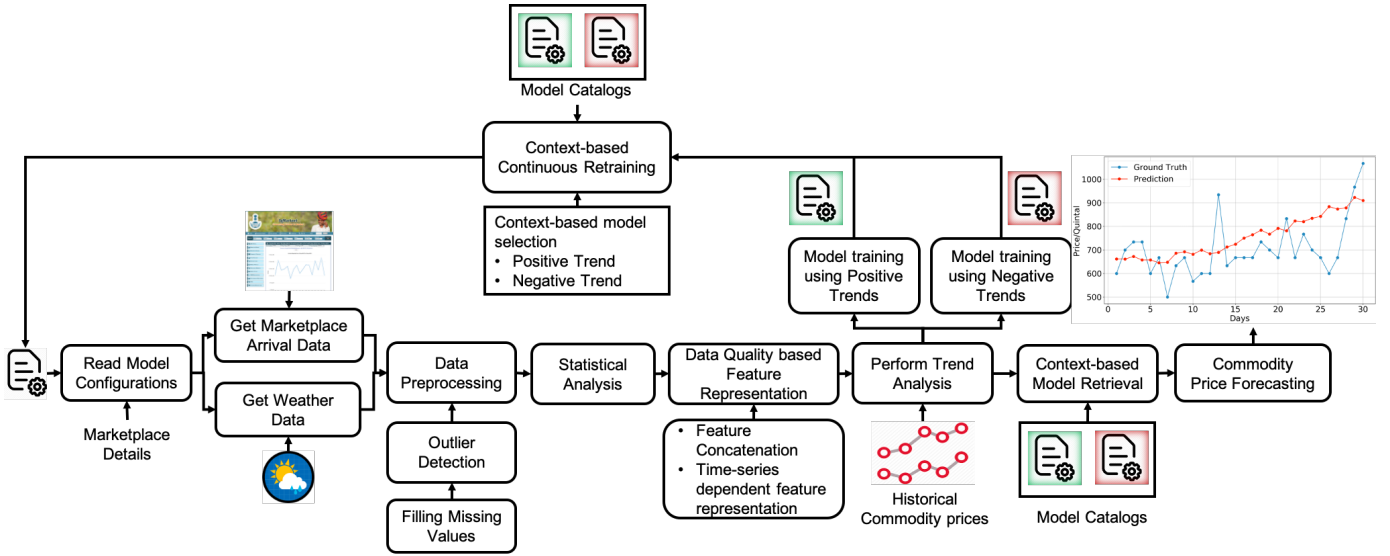 Model Catalogs
Context-based
Continuous Retraining
Context-based model
selection
• Positive Trend
• Negative Trend
Model training
using Positive
Trends
Model training
using Negative
Trends
Ground Truth
Prediction
Price/Quintal
1000
900
800
700
600
500
0
5
10
15
20
25
30
Days
Get Marketplace
Arrival Data
Read Model
Configurations
Marketplace
Details
Get Weather
Data
Data
Preprocessing
Outlier
Detection
Filling Missing
Values
Statistical
Analysis
Data Quality based
Feature
Representation
• Feature
Concatenation
• Time-series
dependent feature
representation
Perform Trend
Analysis
Historical
Commodity prices
Context-based
Model Retrieval
Model Catalogs
Commodity
Price Forecasting